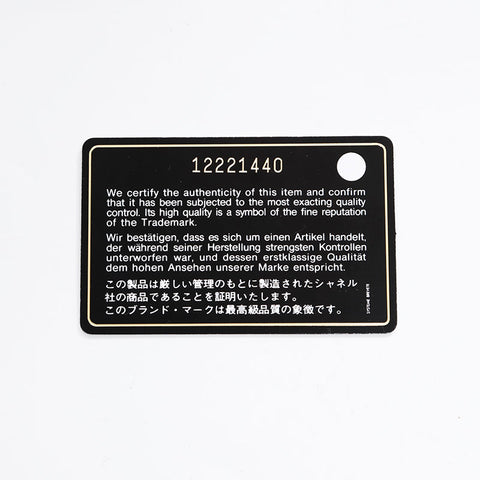 12221440
We certify the authenticity of this item and confirm
that it has been subjected to the most exacting quality
control. Its high quality is a symbol of the fine reputation
of the Trademark.
Wir bestätigen, dass es sich um einen Artikel handelt,
der während seiner Herstellung strengsten Kontrollen
unterworfen war, und dessen erstklassige Qualität
dem hohen Ansehen unserer Marke entspricht.
この製品は厳しい管理のもとに製造されたシャネル
社の商品であることを証明いたします。
このブランド・マークは最高級品質の象徴です。